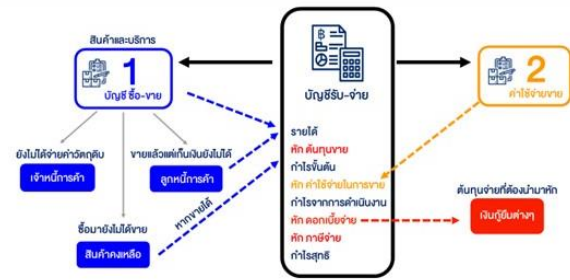 สินค้าและบริการ
1
บัญชี ซื้อ-ขาย
ยังไม่ได้จ่ายค่าวัตถุดิบ
เจ้าหนี้การค้า
ขายแล้วแต่เก็บเงินยังไม่ได้
ลูกหนี้การค้า
ซื้อมายังไม่ได้ขาย
สินค้าคงเหลือ
หากขายได้
฿
บัญชีรับ-จ่าย
รายได้
หัก ต้นทุนขาย
กำไรขั้นต้น
หัก ค่าใช้จ่ายในการขาย
กำไรจากการดำเนินงาน
หัก ดอกเบี้ยจ่าย
หัก ภาษีจ่าย
กำไรสุทธิ
2
ค่าใช้จ่ายขาย
ต้นทุนจ่ายที่ต้องนำมาหัก
เงินกู้ยืมต่างๆ